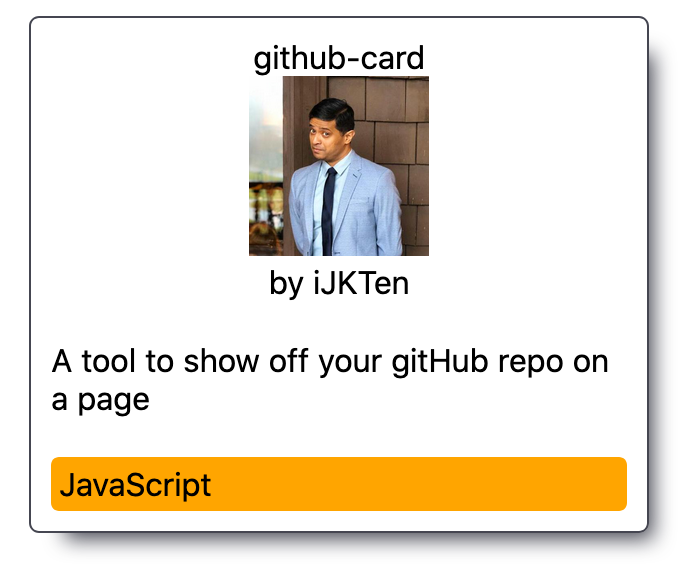 github-card
by iJKTen
A tool to show off your gitHub repo on
a page
JavaScript